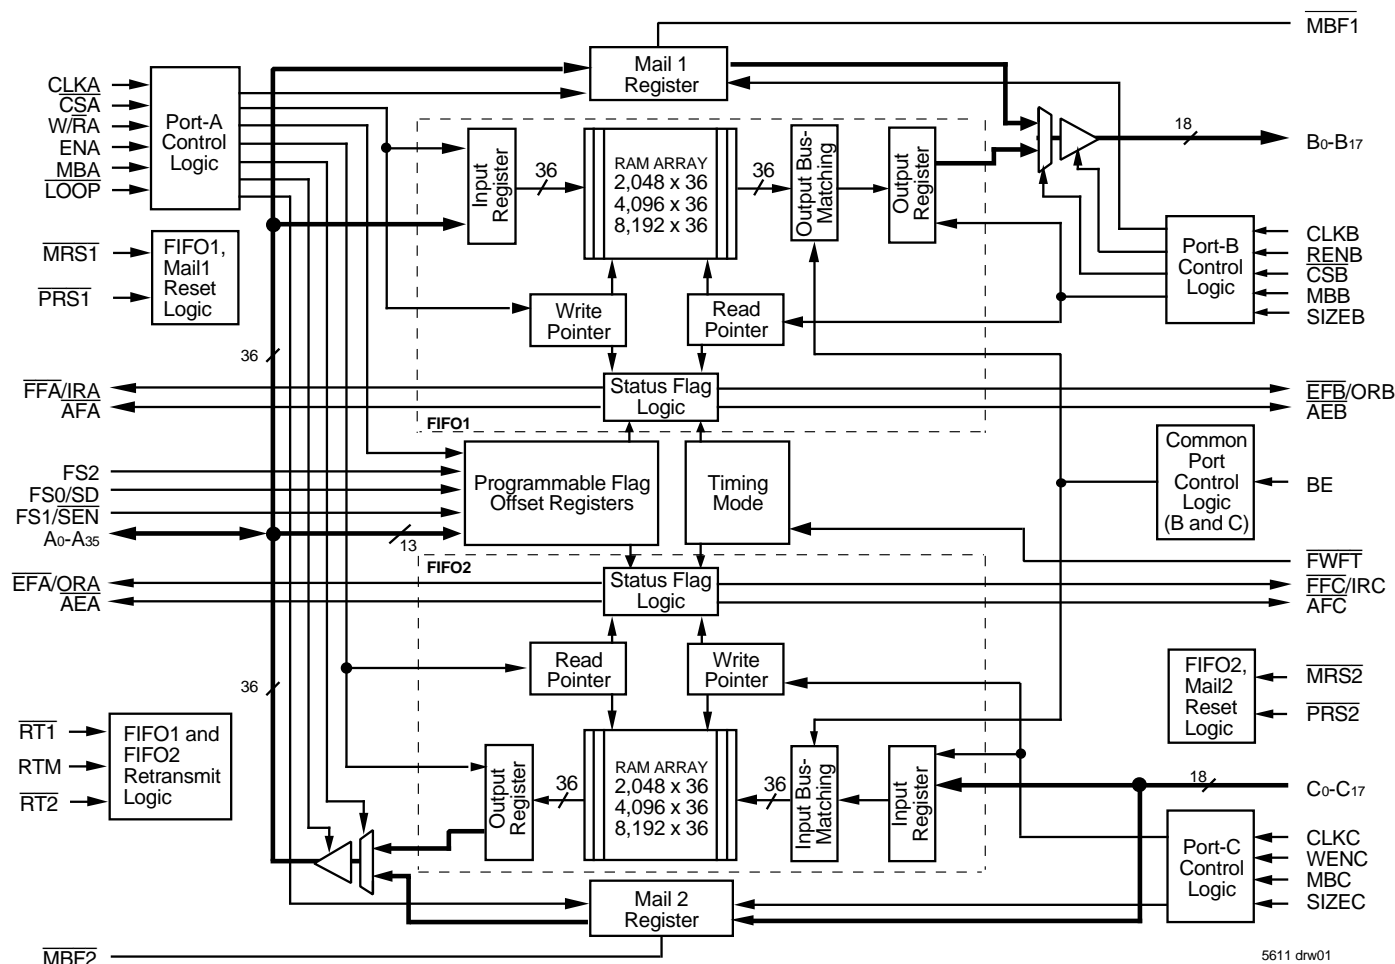 MBF1
Mail 1
Register
CLKA
CSA
W/RA
ENA
MBA
LOOP
Port-A
Control
Logic
18
B0-B17
Input
Register
36
RAM ARRAY
2,048 x 36
4,096 x 36
8,192 x 36
36
Output Bus-
Matching
Output
Register
MRS1
PRS1
FIFO1,
Mail1
Reset
Logic
Port-B
Control
Logic
CLKB
RENB
CSB
MBB
SIZEB
Write
Pointer
Read
Pointer
36
FFA/IRA
AFA
Status Flag
Logic
EFB/ORB
AEB
FIFO1
FS2
FS0/SD
FS1/SEN
A0-A35
Programmable Flag
Offset Registers
Timing
Mode
Common
Port
Control
Logic
(B and C)
BE
13
FWFT
FIFO2
EFA/ORA
AEA
Status Flag
Logic
FFC/IRC
AFC
Read
Pointer
Write
Pointer
36
FIFO2,
Mail2
Reset
Logic
MRS2
PRS2
RT1
RTM
RT2
FIFO1 and
FIFO2
Retransmit
Logic
Output
Register
36
RAM ARRAY
2,048 x 36
4,096 x 36
8,192 x 36
36
Input Bus-
Matching
Input
Register
18
C0-C17
Port-C
Control
Logic
CLKC
WENC
MBC
SIZEC
Mail 2
Register
MBF2
5611 drw01